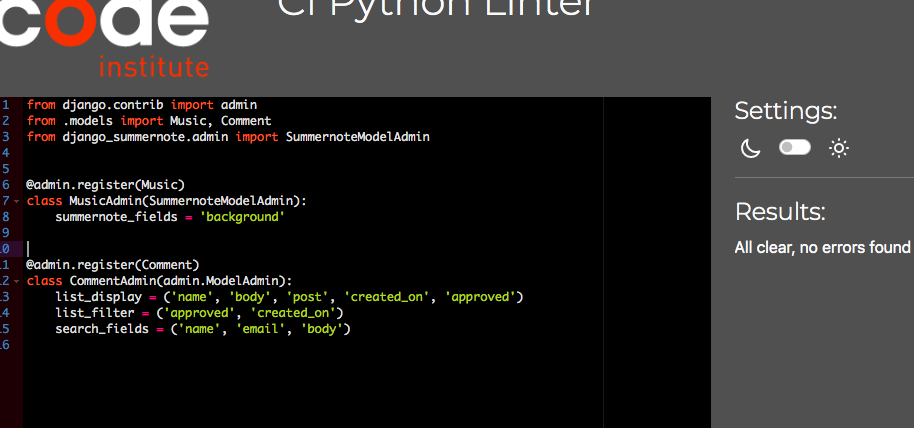 code
institute
CI Python Linter
1 from django.contrib import admin
2 from .models import Music, Comment
3 from django_summernote.admin import SummernoteModelAdmin
4
5
6 @admin.register(Music)
7 class MusicAdmin(SummernoteModelAdmin):
8     summernote_fields = 'background'
9
10
11 @admin.register(Comment)
12 class CommentAdmin(admin.ModelAdmin):
13     list_display = ('name', 'body', 'post', 'created_on', 'approved')
14     list_filter = ('approved', 'created_on')
15     search_fields = ('name', 'email', 'body')
16
Settings:
Results:
All clear, no errors found